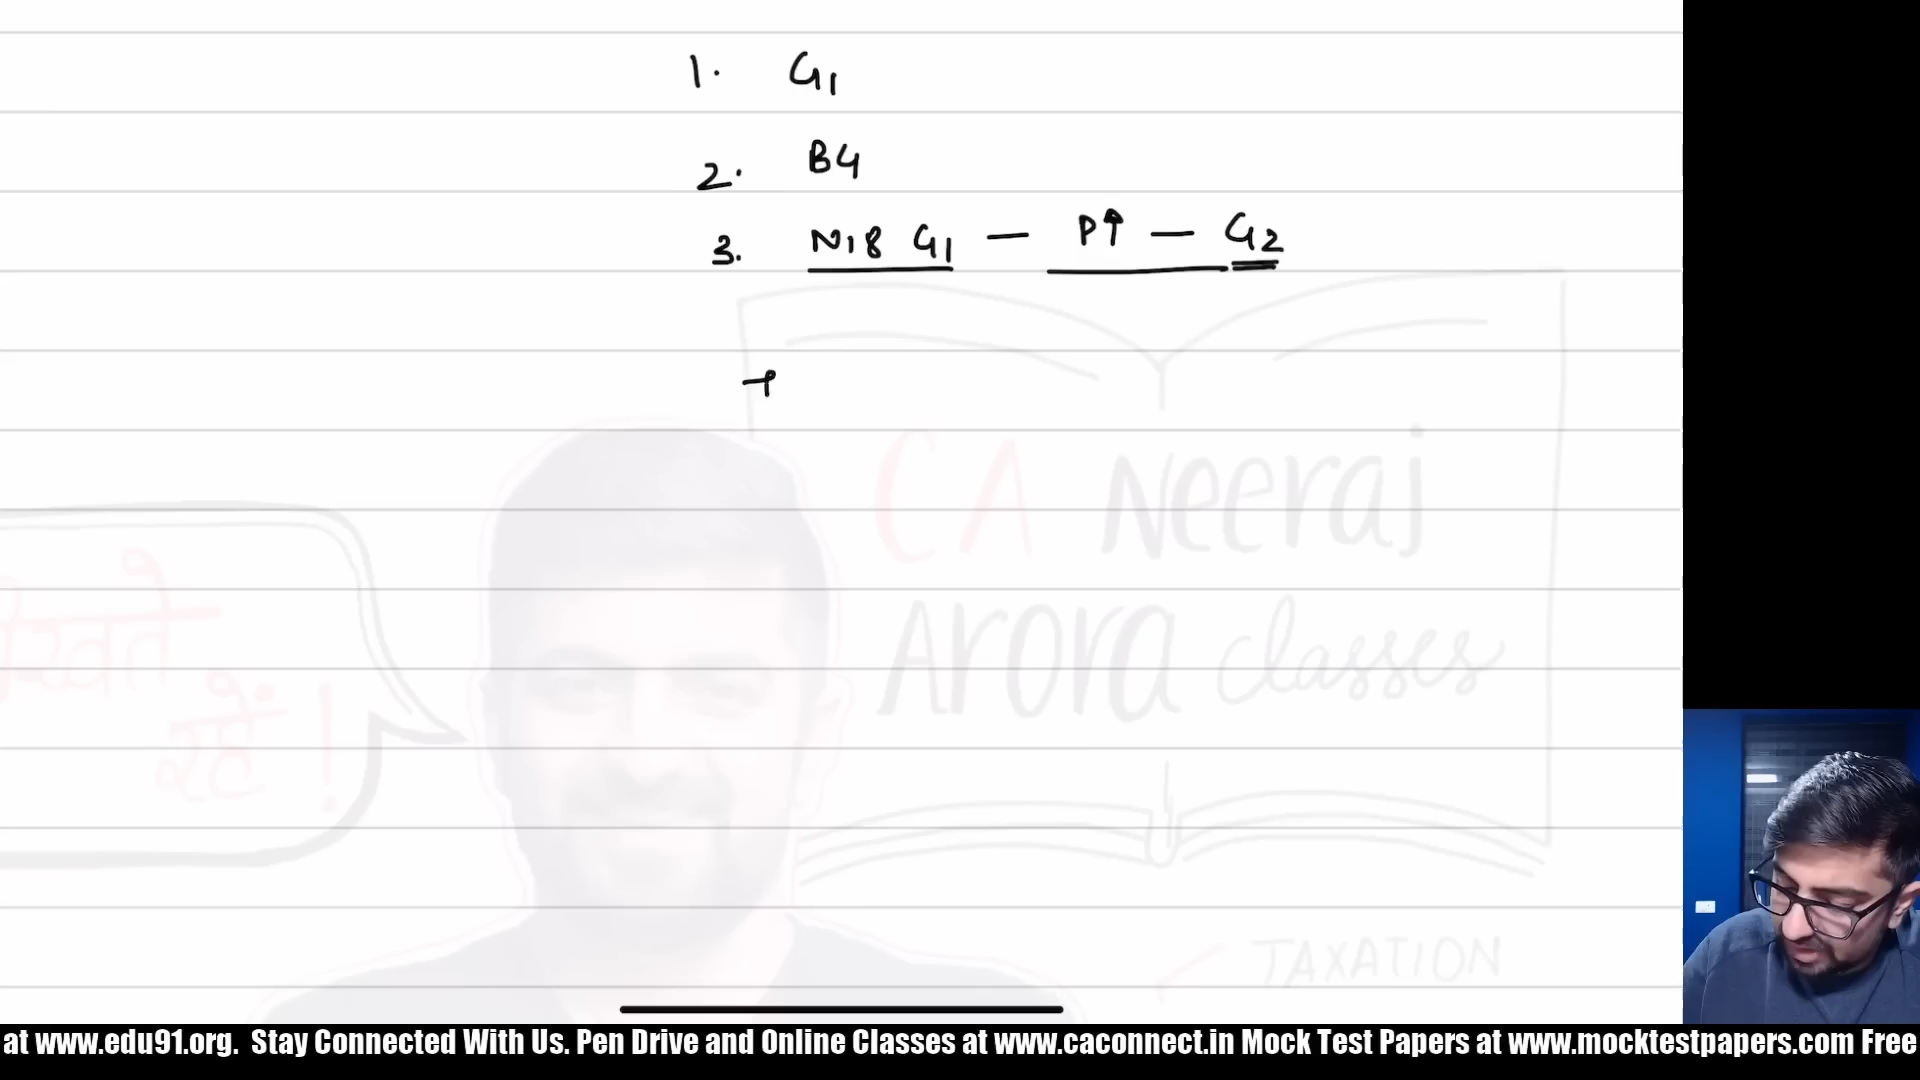 1. G1
2. B4
3. N18 G1 — P↑ — G2
CA Neeraj
Arora classes
रहें !
TAXATION
at www.edu91.org. Stay Connected With Us. Pen Drive and Online Classes at www.caconnect.in Mock Test Papers at www.mocktestpapers.com Free